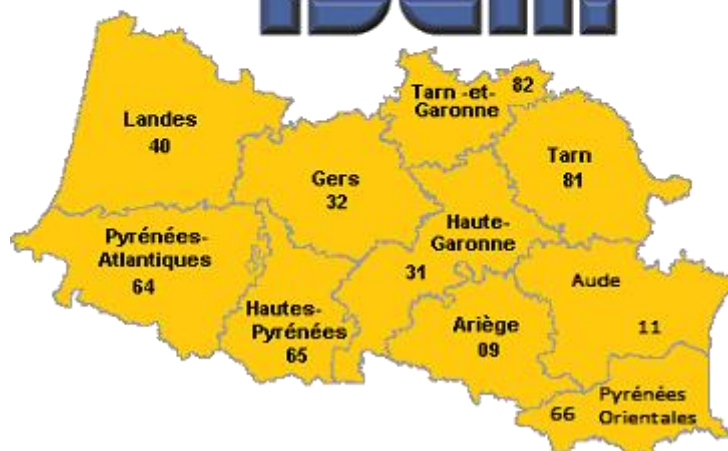 Landes
40
Tarn -et-
Garonne
82
Tarn
81
Gers
32
Haute-
Garonne
31
Pyrénées-
Atlantiques
64
Hautes-
Pyrénées
65
Ariège
09
Aude
11
66
Pyrénées
Orientales